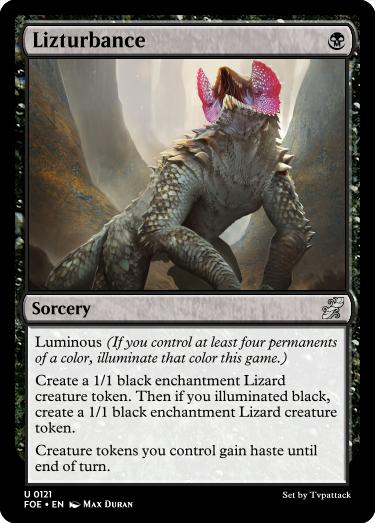 Lizturbance
Sorcery
Luminous (If you control at least four permanents
of a color, illuminate that color this game.)
Create a 1/1 black enchantment Lizard
creature token. Then if you illuminated black,
create a 1/1 black enchantment Lizard creature
token.
Creature tokens you control gain haste until
end of turn.
U 0121
FOE • EN Max Duran
Set by Tvpattack